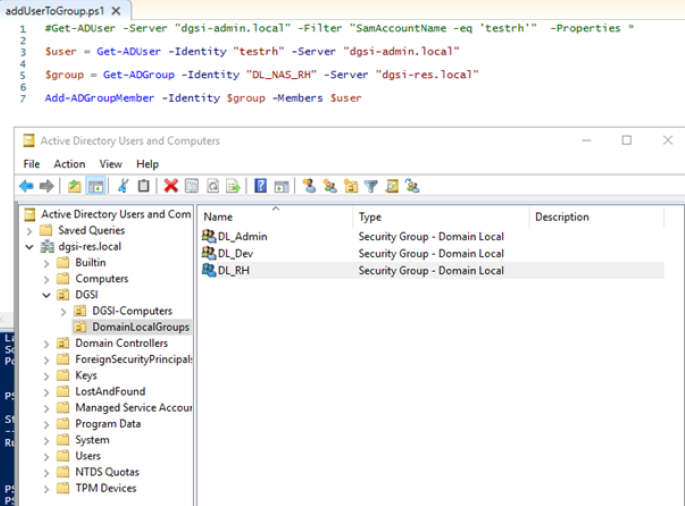 addUserToGroup.ps1 X
1 #Get-ADUser -Server "dgsi-admin.local" -Filter "SamAccountName -eq 'testrh'" -Properties *
2
3 $user = Get-ADUser -Identity "testrh" -Server "dgsi-admin.local"
4
5 $group = Get-ADGroup -Identity "DL_NAS_RH" -Server "dgsi-res.local"
6
7 Add-ADGroupMember -Identity $group -Members $user
Active Directory Users and Computers
File Action View Help
Active Directory Users and Com
Saved Queries
dgsi-res.local
Builtin
Computers
DGSI
DGSI-Computers
DomainLocalGroups
Domain Controllers
ForeignSecurityPrincipals
Keys
LostAndFound
Managed Service Accour
Program Data
System
Users
NTDS Quotas
TPM Devices
Name Type Description
DL_Admin Security Group - Domain Local
DL_Dev Security Group - Domain Local
DL_RH Security Group - Domain Local